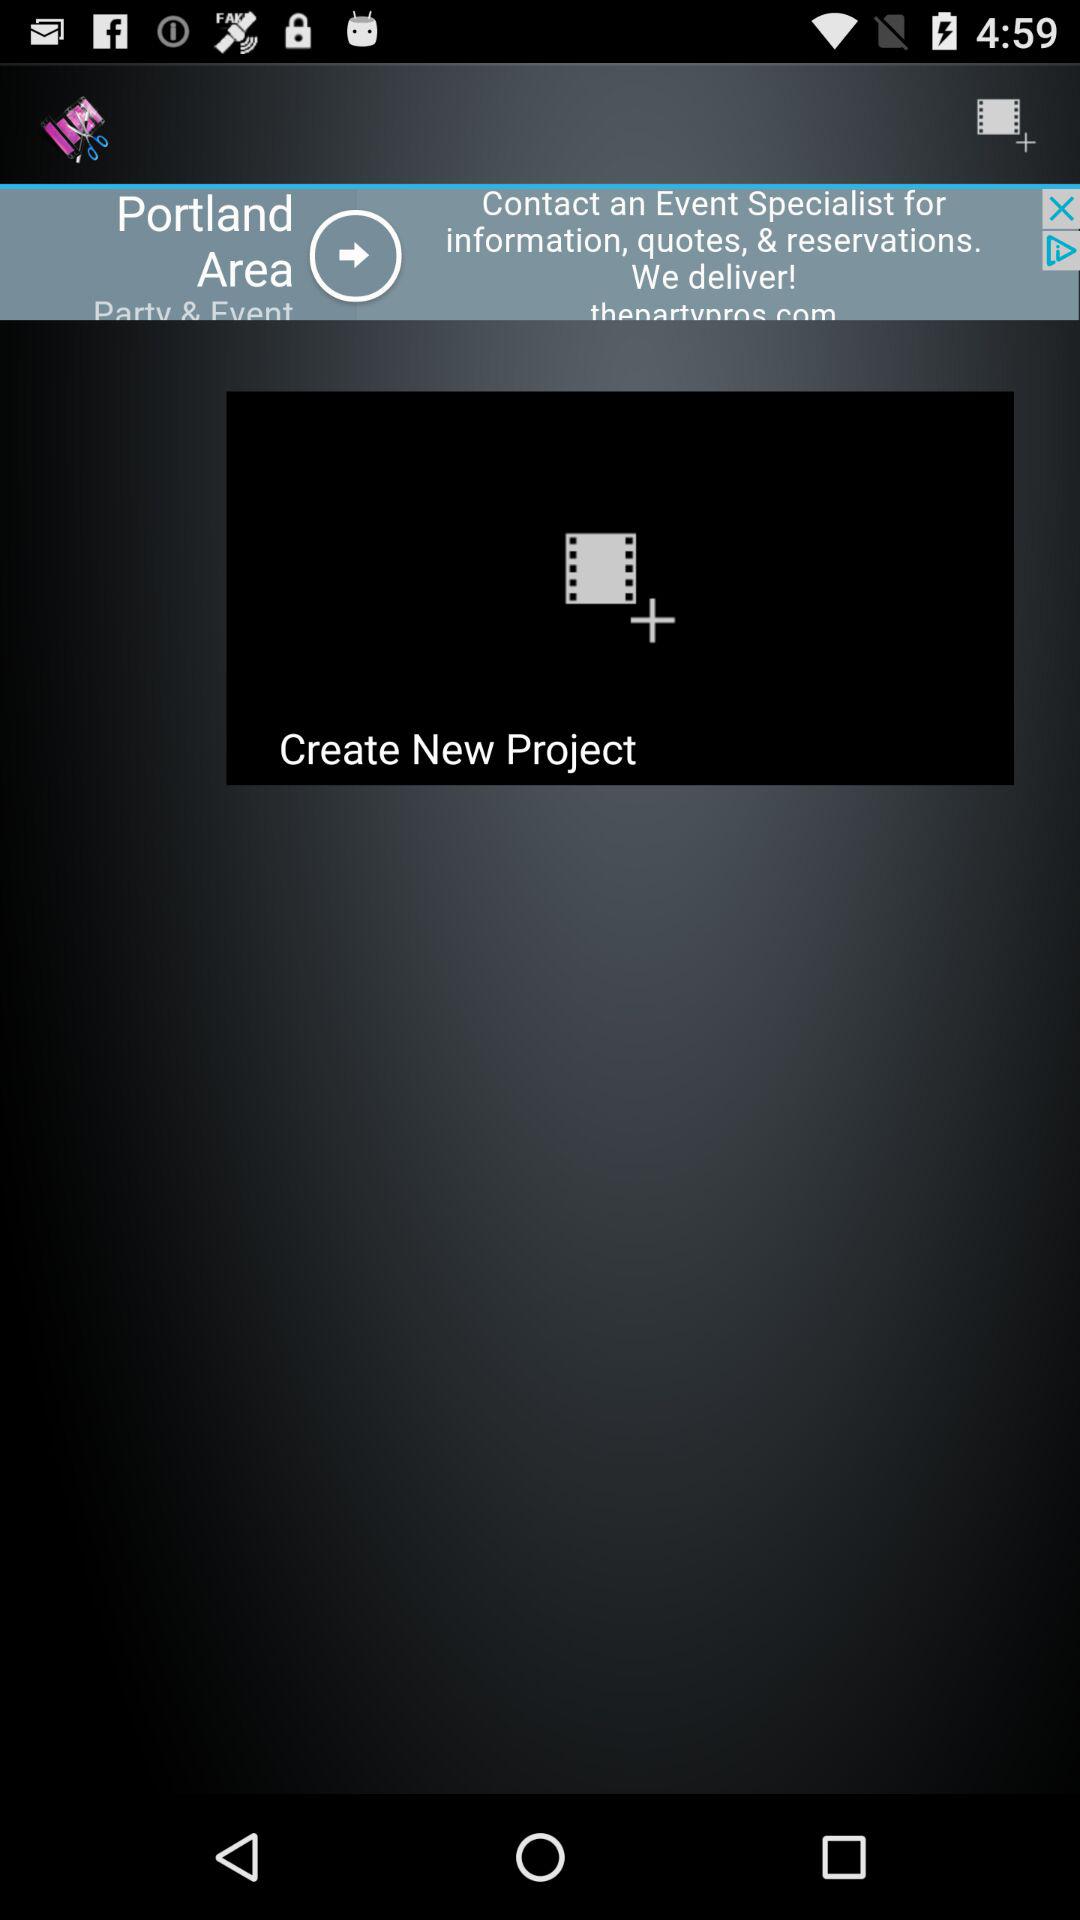 FAKE
4:59
Portland
Area
Party & Event
Contact an Event Specialist for
information, quotes, & reservations.
We deliver!
thepartypros.com
Create New Project